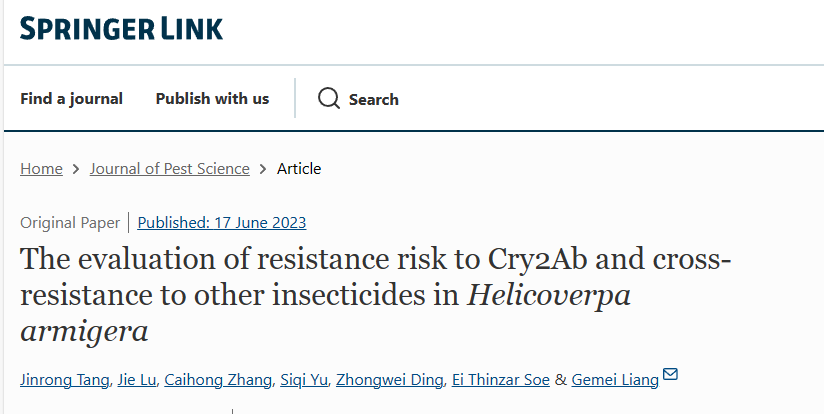 SPRINGER LINK
Find a journal Publish with us Search
Home > Journal of Pest Science > Article
Original Paper | Published: 17 June 2023
The evaluation of resistance risk to Cry2Ab and cross-
resistance to other insecticides in Helicoverpa
armigera
Jinrong Tang, Jie Lu, Caihong Zhang, Siqi Yu, Zhongwei Ding, Ei Thinzar Soe & Gemei Liang